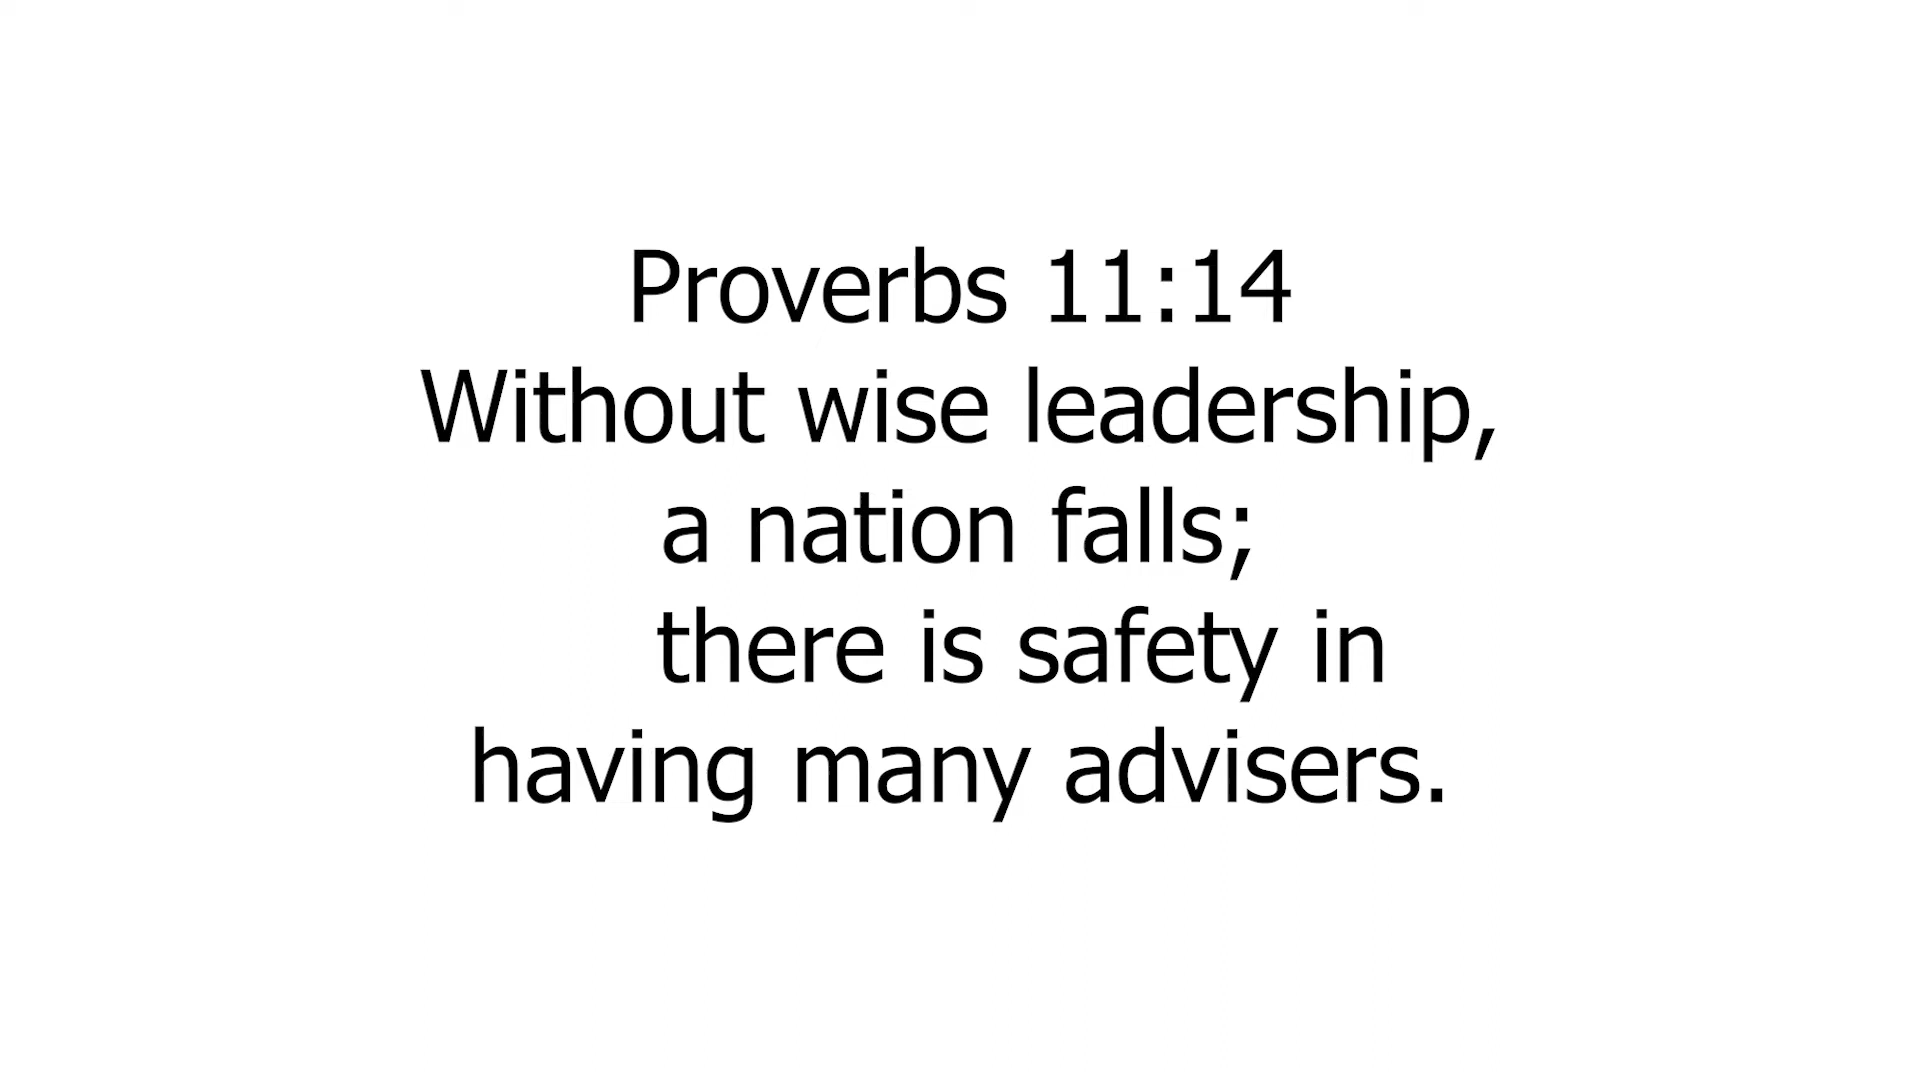 Proverbs 11:14
Without wise leadership,
a nation falls;
there is safety in
having many advisers.